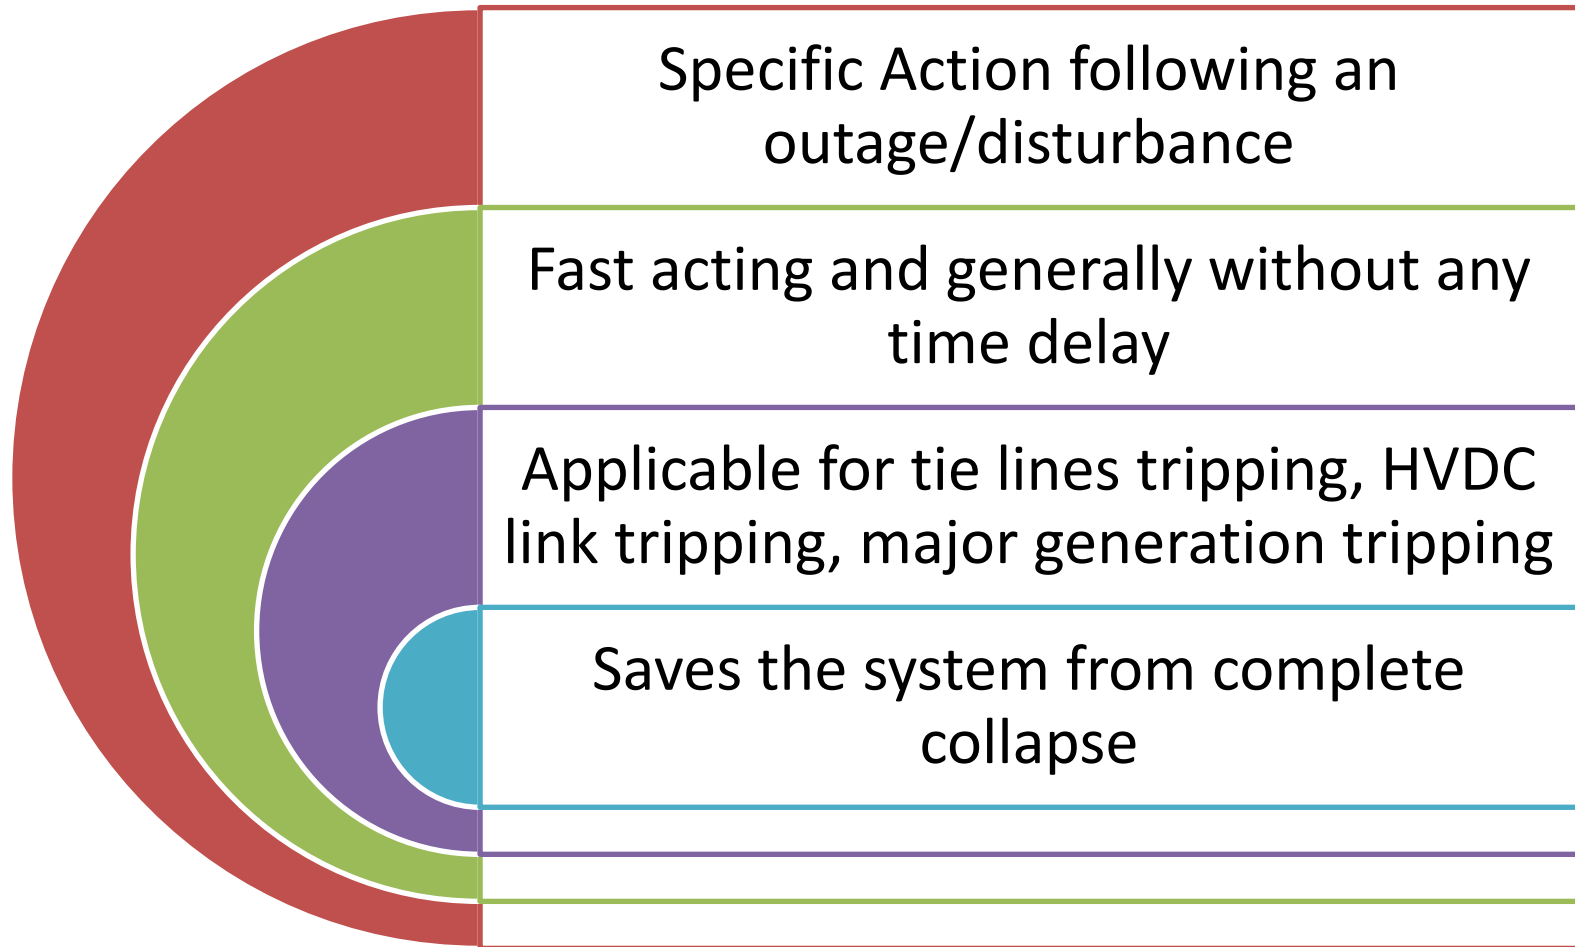 Specific Action following an
outage/disturbance
Fast acting and generally without any
time delay
Applicable for tie lines tripping, HVDC
link tripping, major generation tripping
Saves the system from complete
collapse